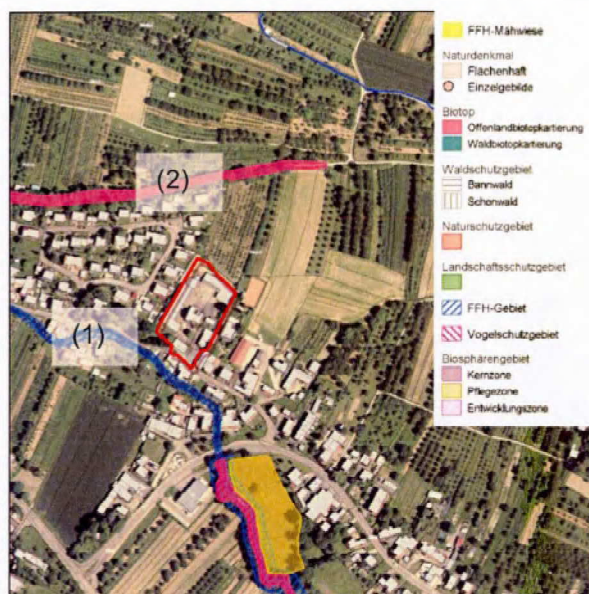 FFH-Mähwiese
Naturdenkmal
Flächenhaft
Einzelgebilde
Biotop
Offenlandbiotopkartierung
Waldbiotopkartierung
Waldschutzgebiet
Bannwald
Schonwald
Naturschutzgebiet
Landschaftsschutzgebiet
FFH-Gebiet
Vogelschutzgebiet
Biosphärengebiet
Kernzone
Pflegezone
Entwicklungszone
(2)
(1)